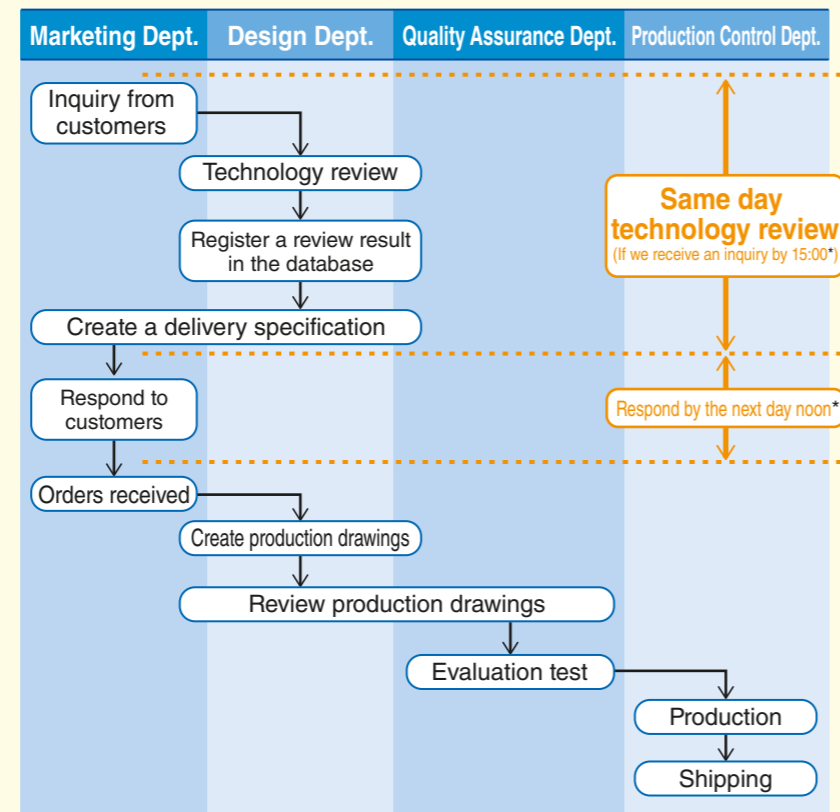 Marketing Dept.
Design Dept.
Quality Assurance Dept.
Production Control Dept.
Inquiry from
customers
Technology review
Register a review result
in the database
Same day
technology review
(If we receive an inquiry by 15:00*)
Create a delivery specification
Respond to
customers
Respond by the next day noon*
Orders received
Create production drawings
Review production drawings
Evaluation test
Production
Shipping